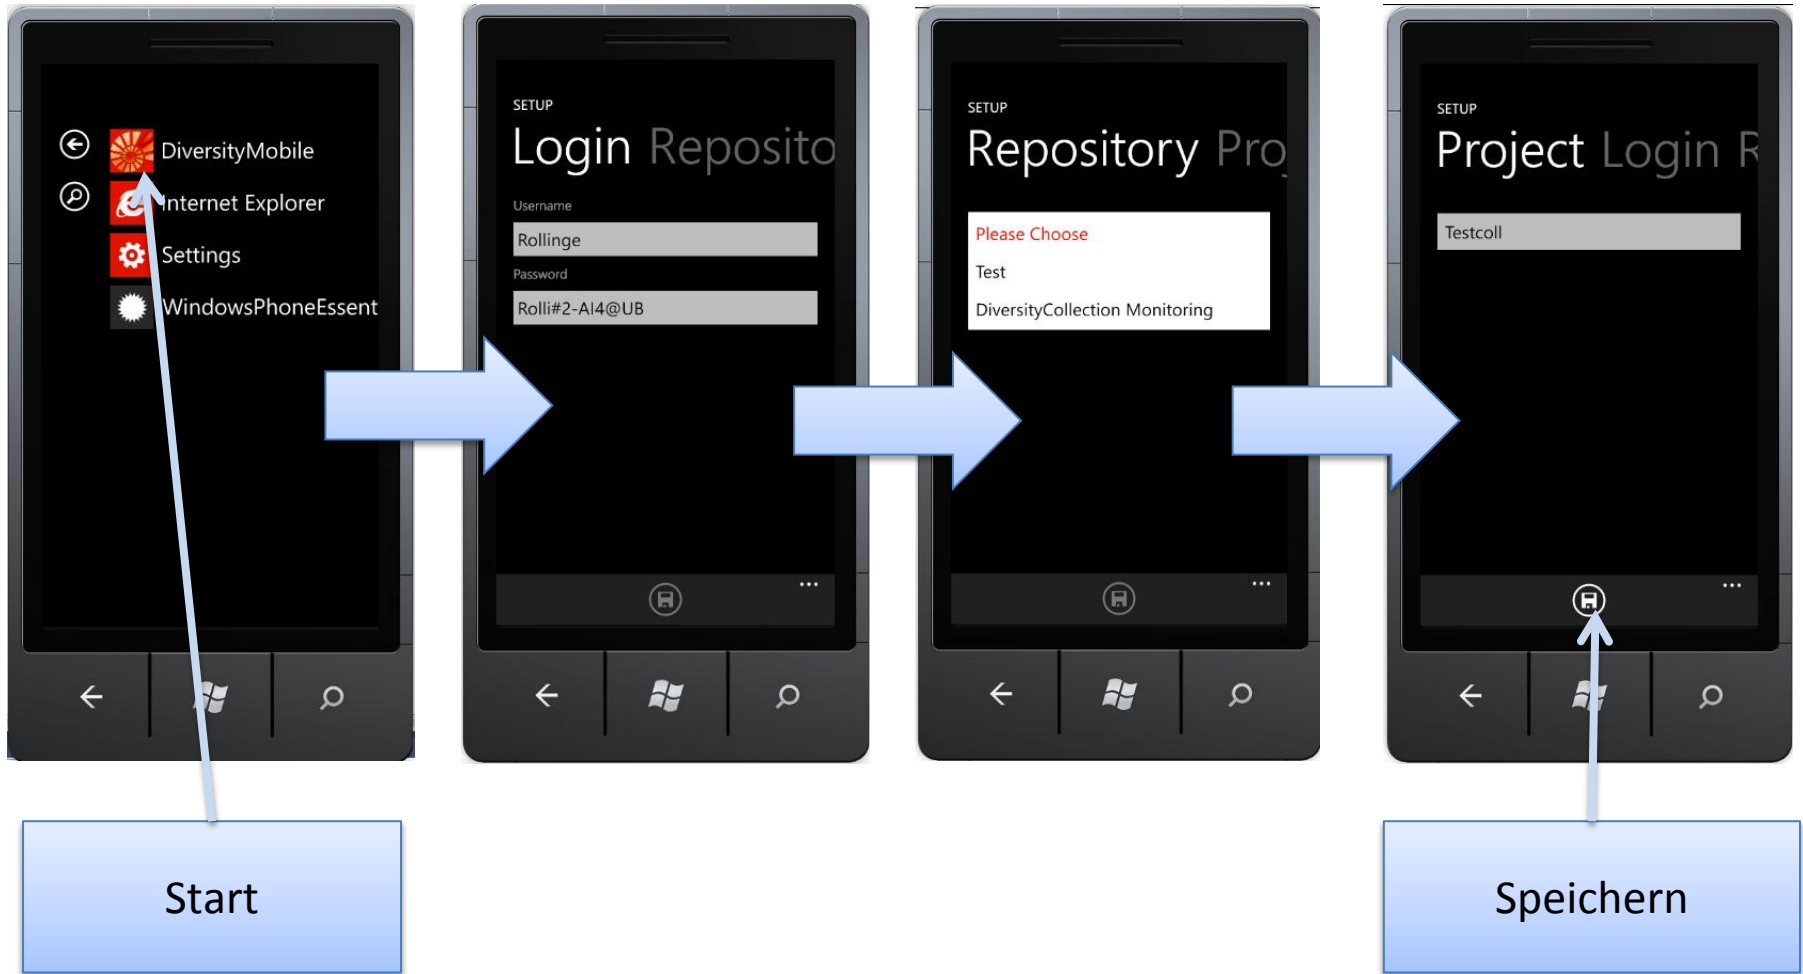 DiversityMobile
Internet Explorer
Settings
WindowsPhoneEssent
SETUP
Login Reposito
Username
Rollinge
Password
Rolli#2-AI4@UB
SETUP
Repository Pro
Please Choose
Test
DiversityCollection Monitoring
SETUP
Project Login R
Testcoll
Start
Speichern